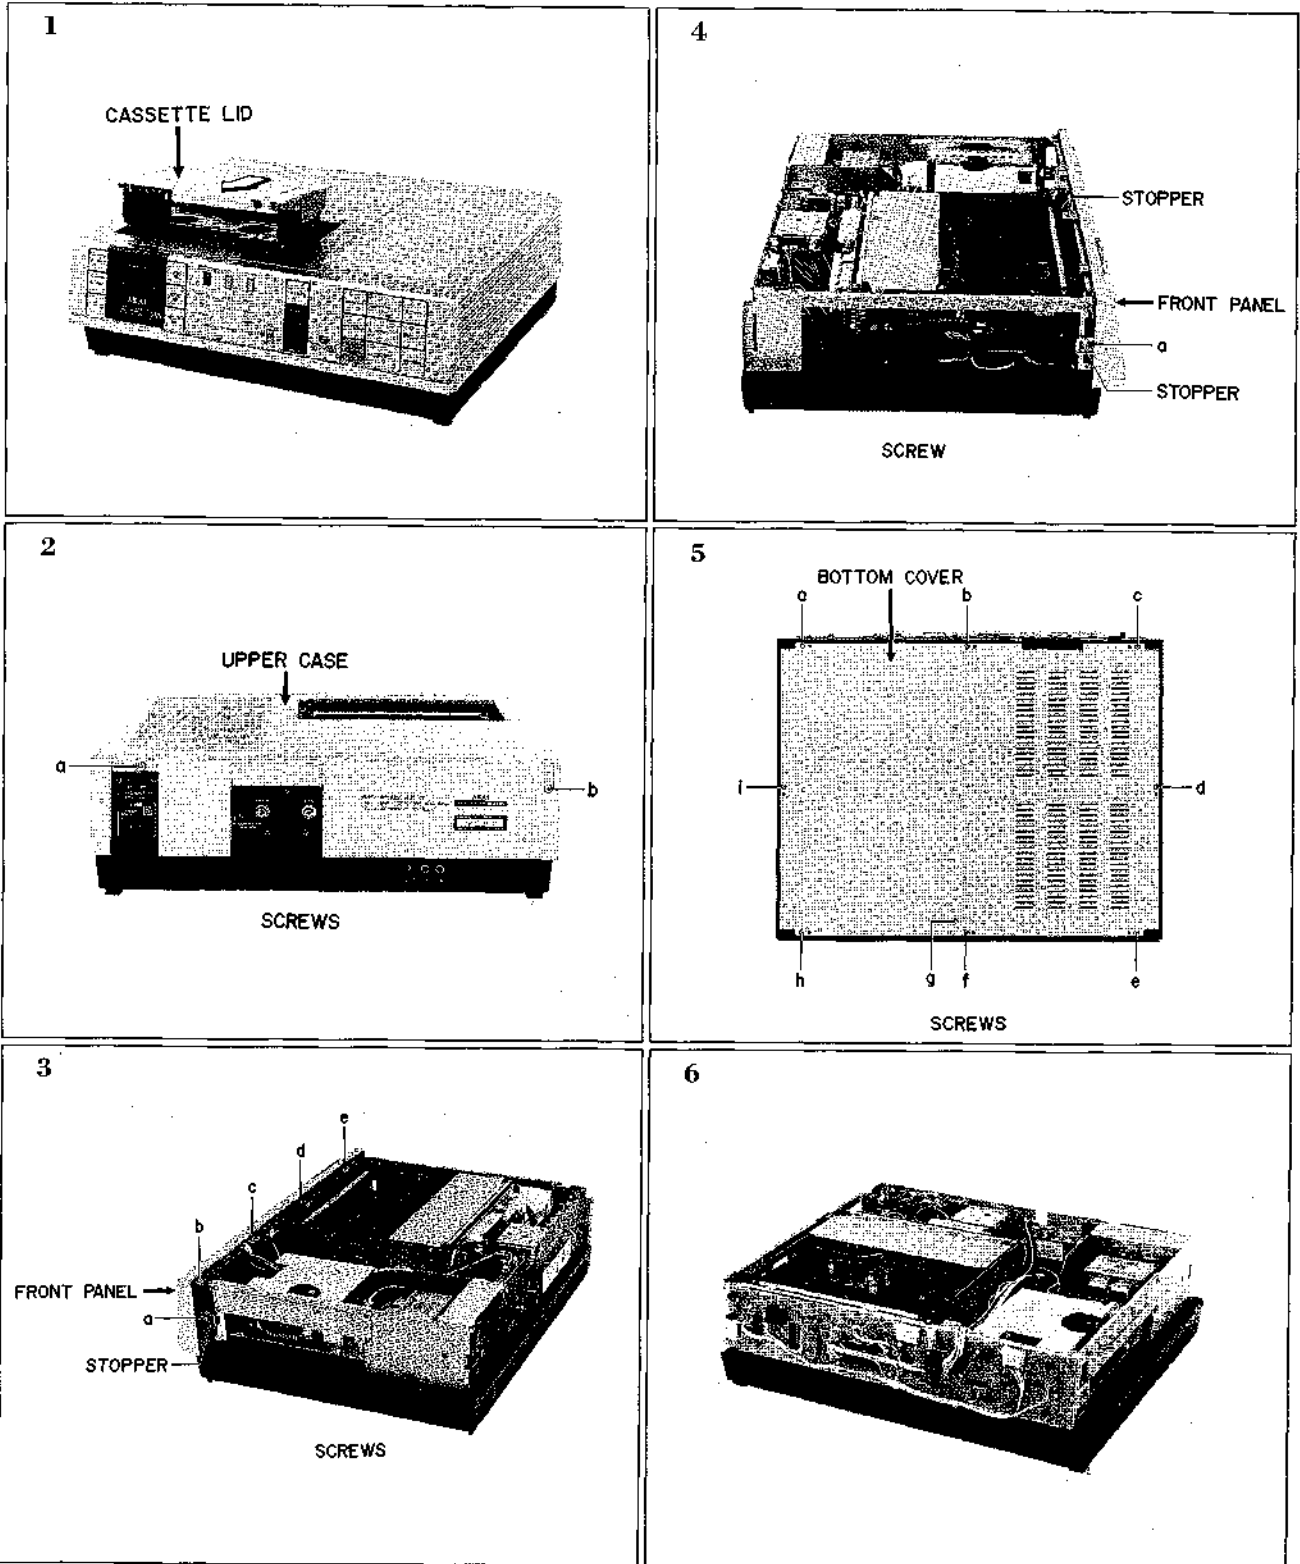 1
CASSETTE LID
AKAI
2
UPPER CASE
a
b
SCREWS
3
e
d
c
b
FRONT PANEL
a
STOPPER
SCREWS
4
STOPPER
FRONT PANEL
a
STOPPER
SCREW
5
BOTTOM COVER
a
b
c
i
d
h
g
f
e
SCREWS
6